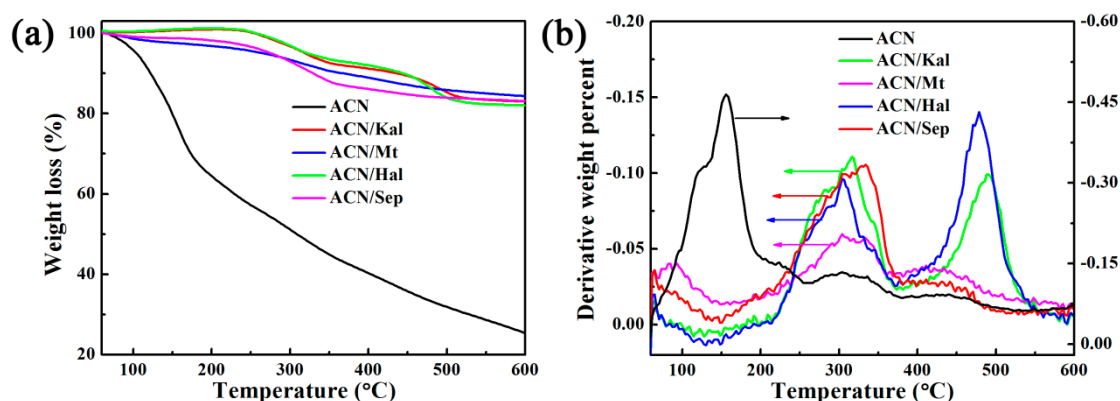 (a)
100
80
60
40
20
Weight loss (%)
ACN
ACN/Kal
ACN/Mt
ACN/Hal
ACN/Sep
100 200 300 400 500 600
Temperature (°C)
(b)
-0.20
-0.15
-0.10
-0.05
0.00
Derivative weight percent
ACN
ACN/Kal
ACN/Mt
ACN/Hal
ACN/Sep
-0.60
-0.45
-0.30
-0.15
0.00
100 200 300 400 500 600
Temperature (°C)